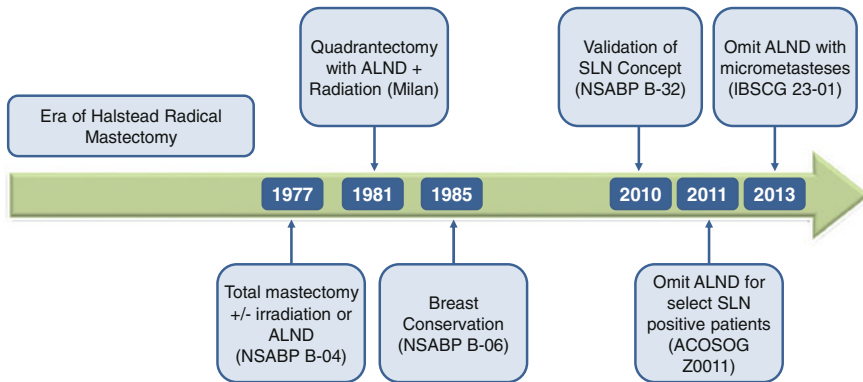 Quadrantectomy
with ALND +
Radiation (Milan)
Validation of
SLN Concept
(NSABP B-32)
Omit ALND with
micrometasteses
(IBSCG 23-01)
Era of Halstead Radical
Mastectomy
1977
1981
1985
2010
2011
2013
Total mastectomy
+/- irradiation or
ALND
(NSABP B-04)
Breast
Conservation
(NSABP B-06)
Omit ALND for
select SLN
positive patients
(ACOSOG
Z0011)